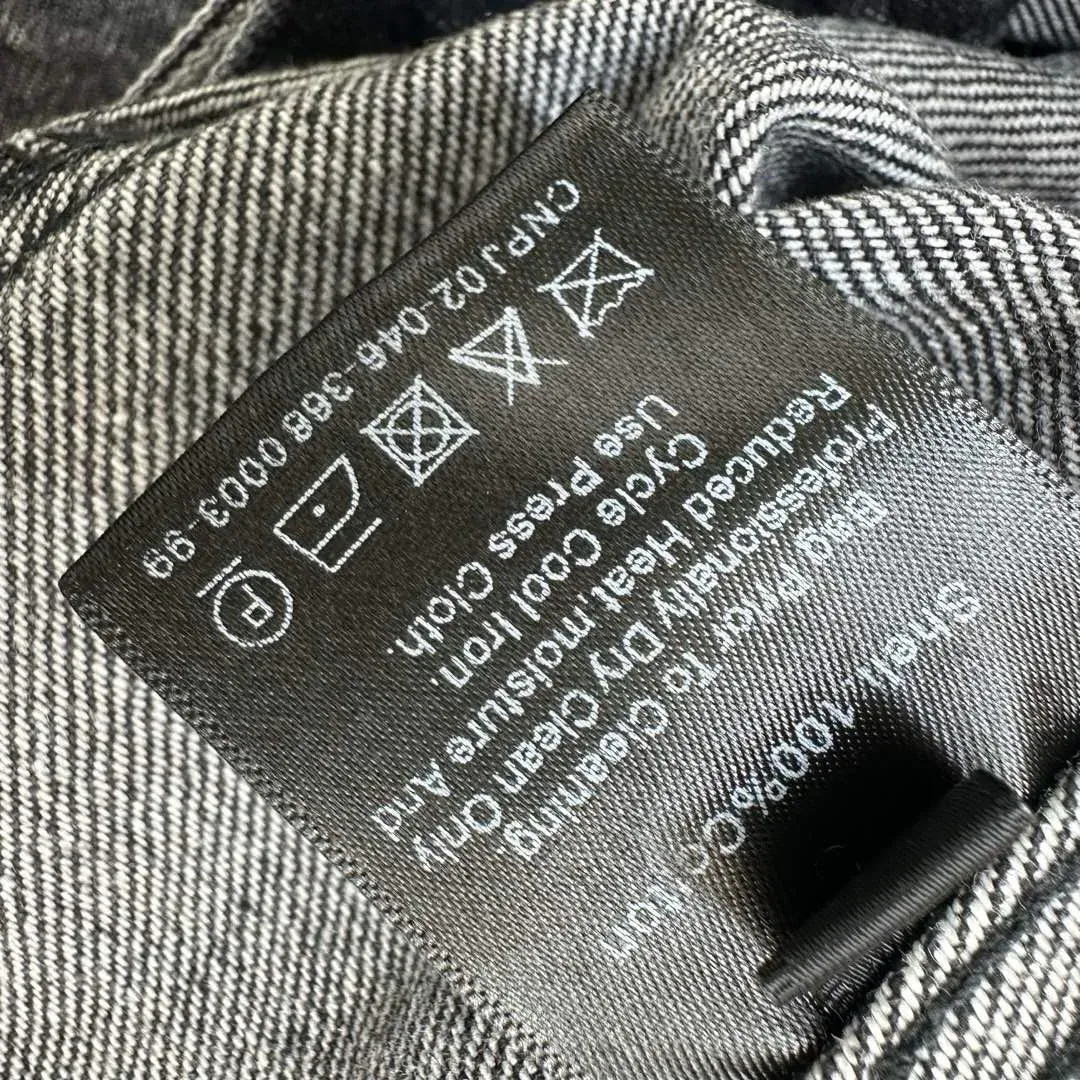 Shell:100%Cotton
Bag prior To Cleaming.
Professionally Dry Clean Only
Reduced Heat,moisture And
Cycle Cool Iron.
Use Press Cloth.
P
CNPJ 02-046-368 0003-99